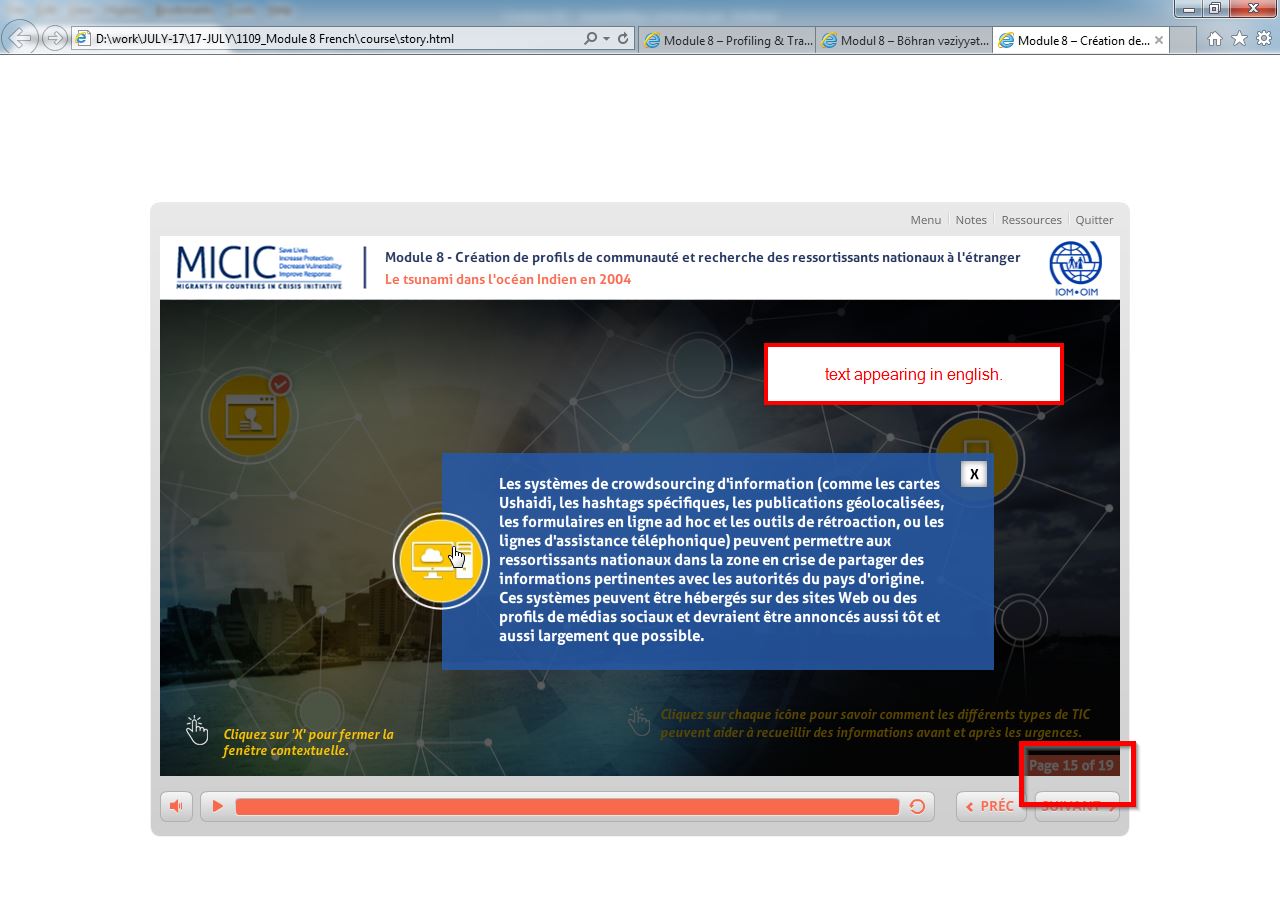 D:\work\JULY-17\17-JULY\1109_Module 8 French\course\story.html
Module 8 – Profiling & Tra...
Modul 8 – Böhran vəziyyət...
Module 8 – Création de...
Menu
Notes
Ressources
Quitter
MICIC
Save Lives
Increase Protection
Decrease Vulnerability
Improve Response
MIGRANTS IN COUNTRIES IN CRISIS INITIATIVE
Module 8 - Création de profils de communauté et recherche des ressortissants nationaux à l'étranger
Le tsunami dans l'océan Indien en 2004
IOM•OIM
text appearing in english.
X
Les systèmes de crowdsourcing d'information (comme les cartes
Ushaidi, les hashtags spécifiques, les publications géolocalisées,
les formulaires en ligne ad hoc et les outils de rétroaction, ou les
lignes d'assistance téléphonique) peuvent permettre aux
ressortissants nationaux dans la zone en crise de partager des
informations pertinentes avec les autorités du pays d'origine.
Ces systèmes peuvent être hébergés sur des sites Web ou des
profils de médias sociaux et devraient être annoncés aussi tôt et
aussi largement que possible.
Cliquez sur 'X' pour fermer la
fenêtre contextuelle.
Cliquez sur chaque icône pour savoir comment les différents types de TIC
peuvent aider à recueillir des informations avant et après les urgences.
Page 15 of 19
PRÉC
SUIVANT